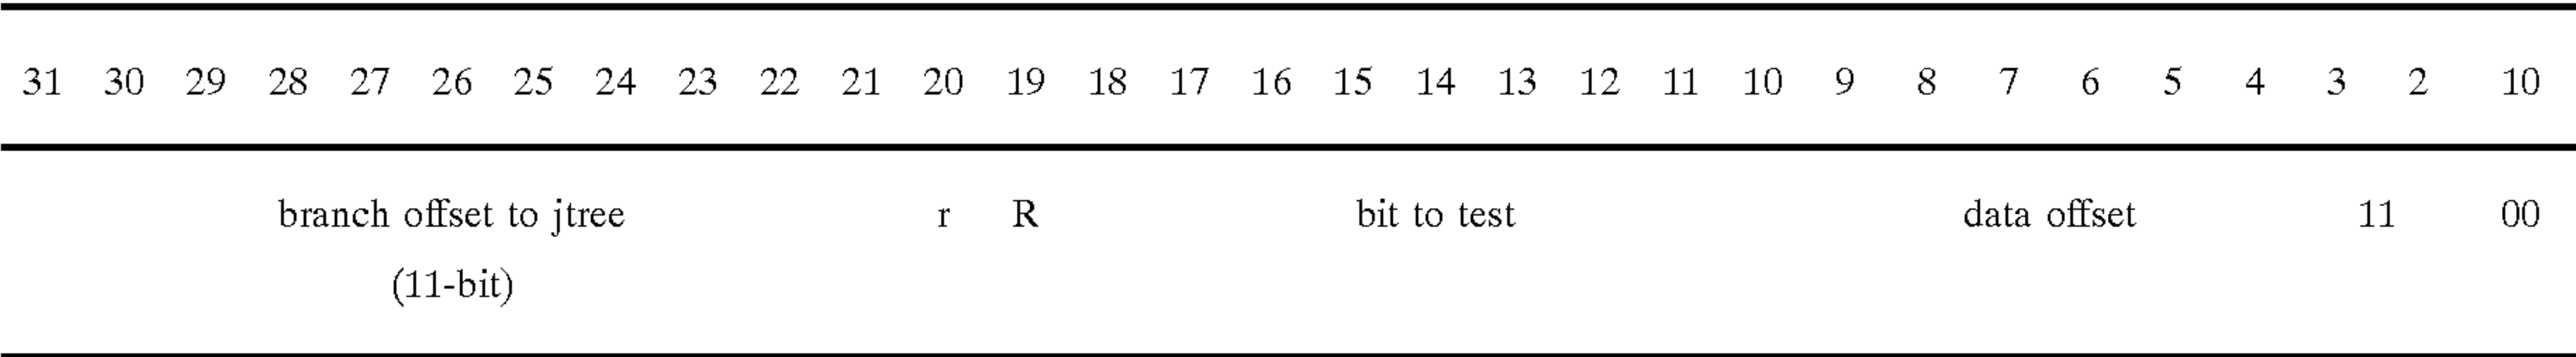 31 30 29 28 27 26 25 24 23 22 21 20 19 18 17 16 15 14 13 12 11 10 9 8 7 6 5 4 3 2 10
branch offset to jtree r R bit to test data offset 11 00
(11-bit)